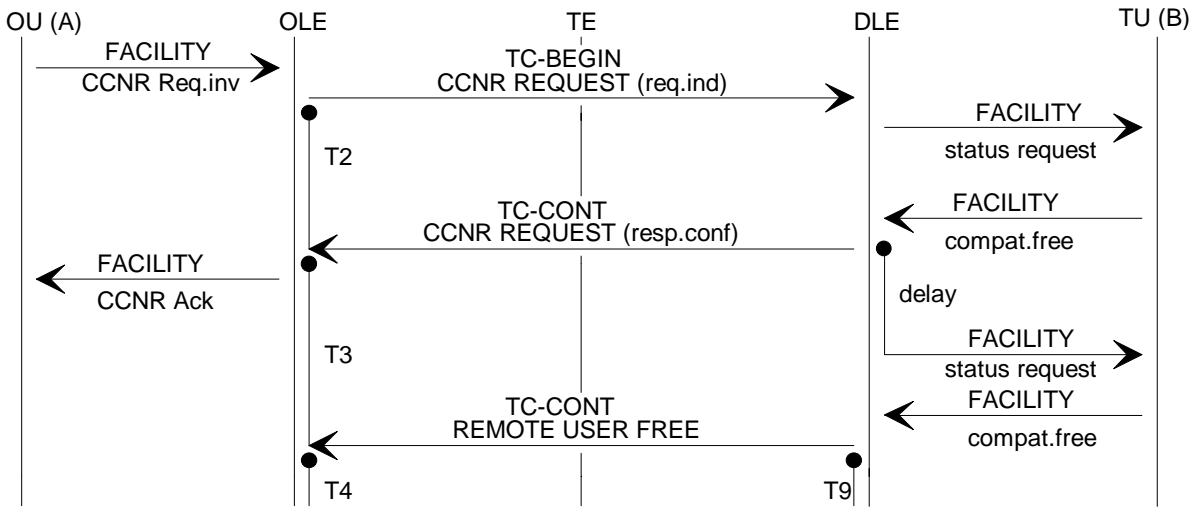 OU (A) OLE TE DLE TU (B)
FACILITY
CCNR Req.inv
TC-BEGIN
CCNR REQUEST (req.ind)
FACILITY
status request
T2
TC-CONT
CCNR REQUEST (resp.conf)
FACILITY
compat.free
FACILITY
CCNR Ack
delay
T3
FACILITY
status request
TC-CONT
REMOTE USER FREE
FACILITY
compat.free
T4
T9